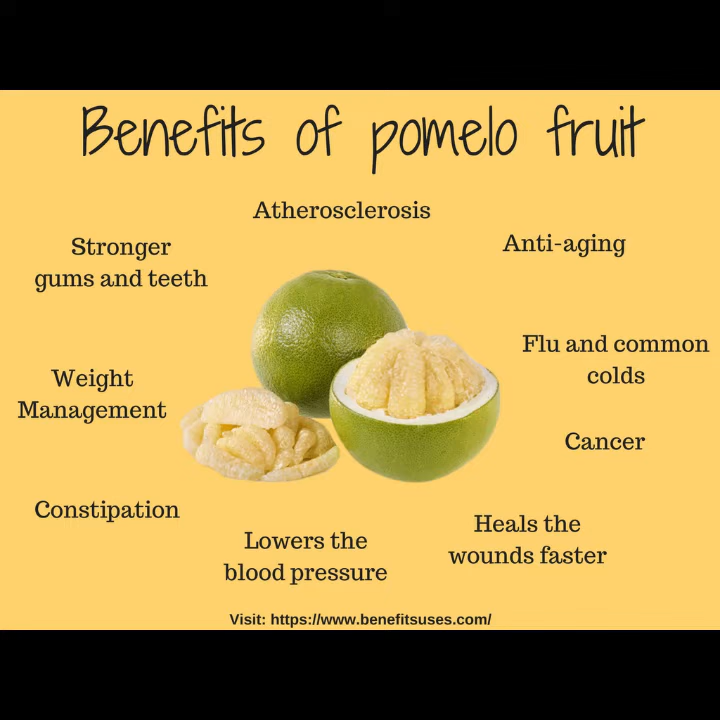 Benefits of pomelo fruit
Atherosclerosis
Stronger
gums and teeth
Anti-aging
Flu and common
colds
Weight
Management
Cancer
Constipation
Heals the
wounds faster
Lowers the
blood pressure
Visit: https://www.benefitsuses.com/